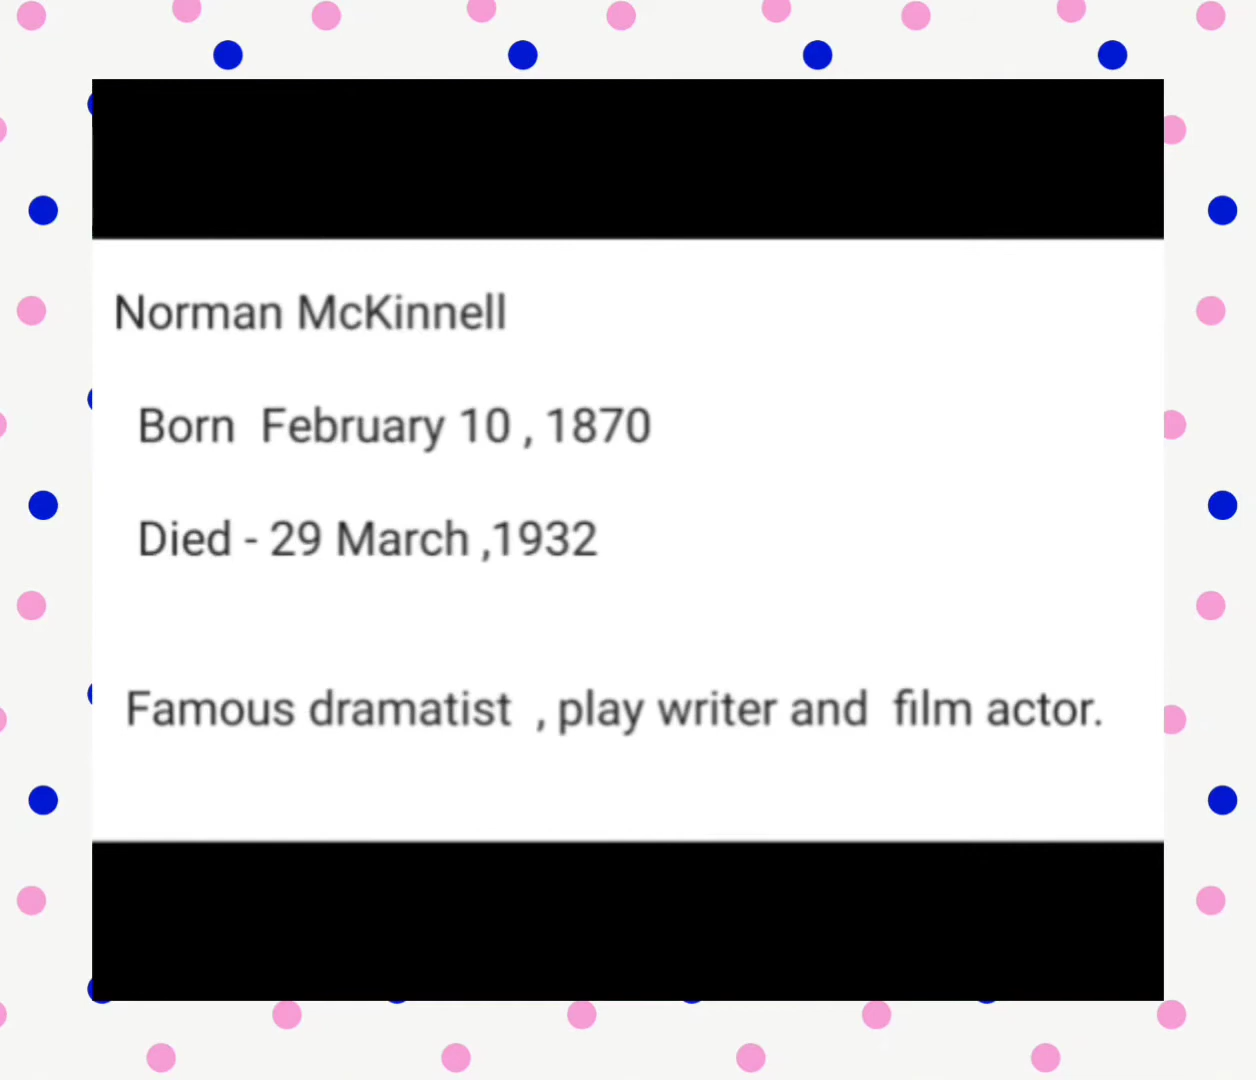 Norman McKinnell
Born  February 10 , 1870
Died - 29 March ,1932
Famous dramatist  , play writer and  film actor.